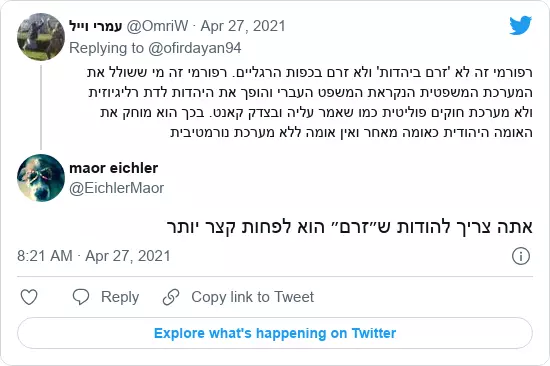 עמרי וייל @OmriW · Apr 27, 2021
Replying to @ofirdayan94
רפורמי זה לא 'זרם ביהדות' ולא זרם בכפות הרגליים. רפורמי זה מי ששולל את
המערכת המשפטית הנקראת המשפט העברי והופך את היהדות לדת רליגיוזית
ולא מערכת חוקים פוליטית כמו שאמר עליה ובצדק קאנט. בכך הוא מוחק את
האומה היהודית כאומה מאחר ואין אומה ללא מערכת נורמטיבית
maor eichler
@EichlerMaor
אתה צריך להודות ש״זרם״ הוא לפחות קצר יותר
8:21 AM · Apr 27, 2021
Reply Copy link to Tweet
Explore what's happening on Twitter